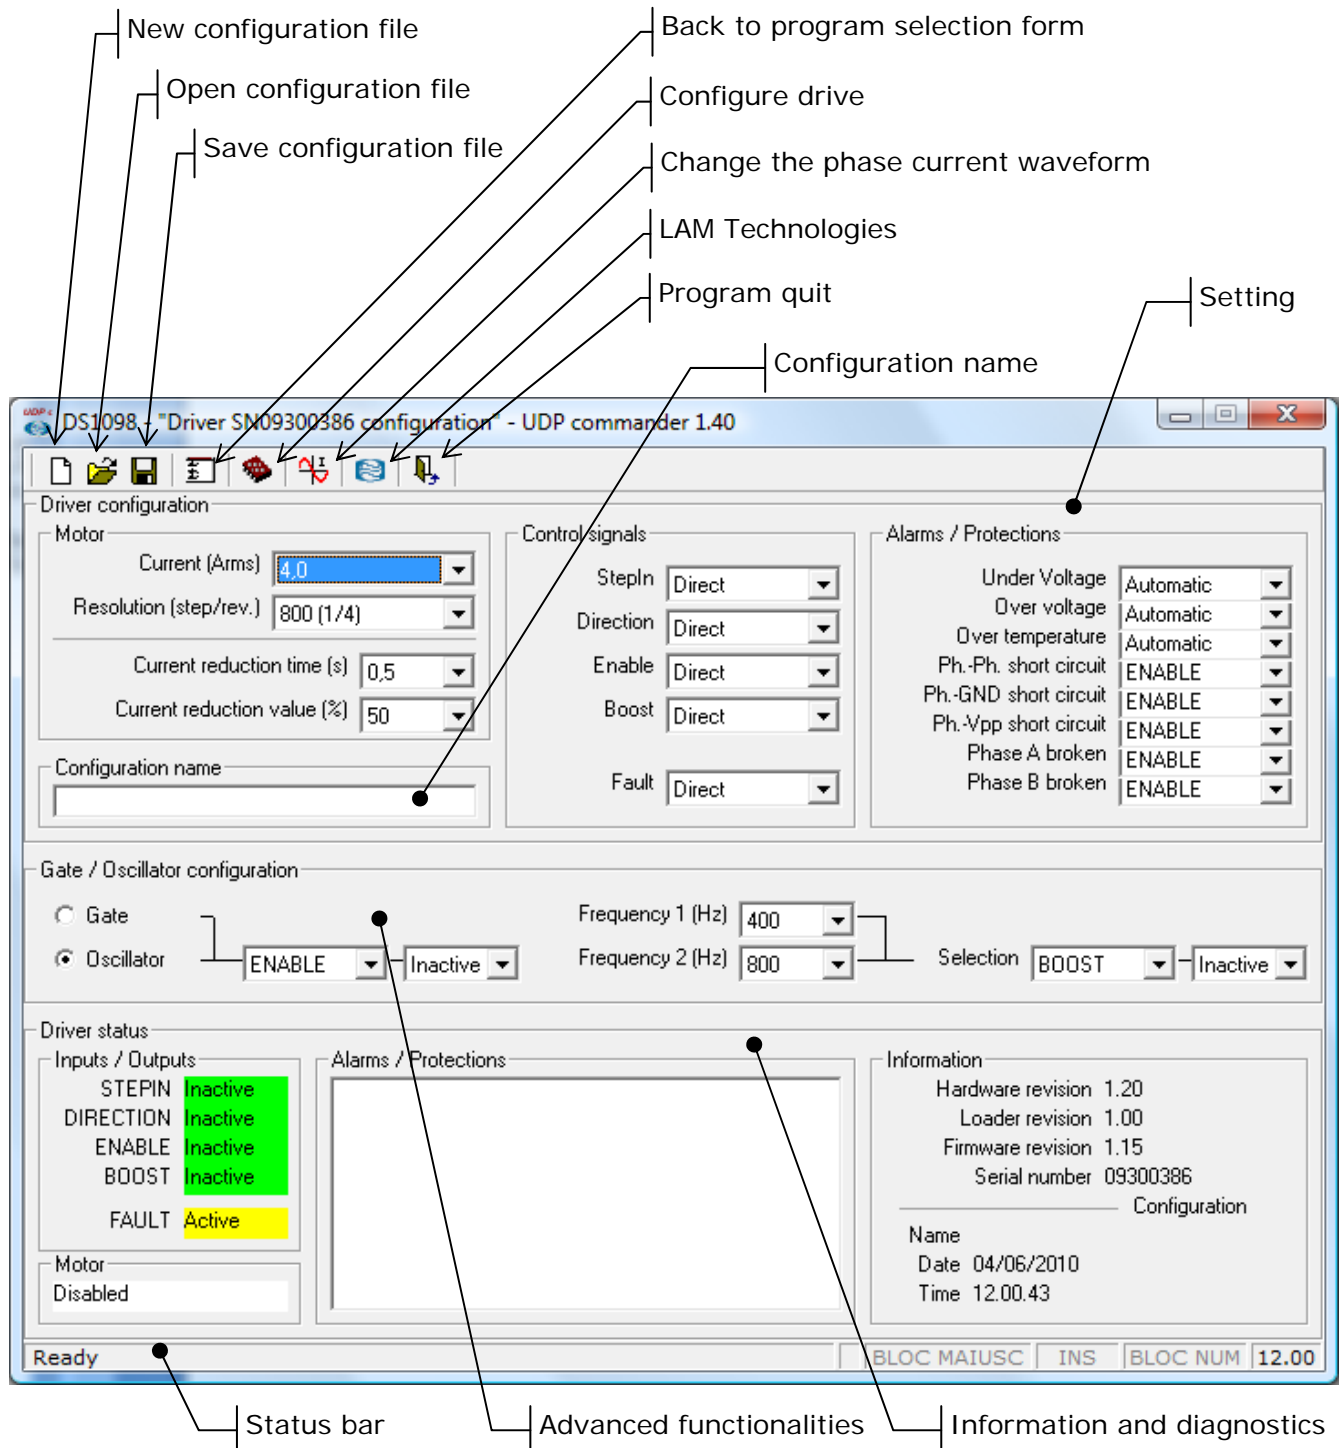 New configuration file
Back to program selection form
Open configuration file
Configure drive
Save configuration file
Change the phase current waveform
LAM Technologies
Program quit
Setting
Configuration name
DS1098 - "Driver SN09300386 configuration" - UDP commander 1.40
Driver configuration
Motor
Current (Arms) 4,0
Resolution (step/rev.) 800 (1/4)
Current reduction time (s) 0,5
Current reduction value (%) 50
Configuration name
Control signals
StepIn Direct
Direction Direct
Enable Direct
Boost Direct
Fault Direct
Alarms / Protections
Under Voltage Automatic
Over voltage Automatic
Over temperature Automatic
Ph.-Ph. short circuit ENABLE
Ph.-GND short circuit ENABLE
Ph.-Vpp short circuit ENABLE
Phase A broken ENABLE
Phase B broken ENABLE
Gate / Oscillator configuration
Gate
Oscillator
ENABLE Inactive
Frequency 1 (Hz) 400
Frequency 2 (Hz) 800
Selection BOOST Inactive
Driver status
Inputs / Outputs
STEPIN Inactive
DIRECTION Inactive
ENABLE Inactive
BOOST Inactive
FAULT Active
Motor
Disabled
Alarms / Protections
Information
Hardware revision 1.20
Loader revision 1.00
Firmware revision 1.15
Serial number 09300386
Configuration
Name
Date 04/06/2010
Time 12.00.43
Ready
BLOC MAIUSC INS BLOC NUM 12.00
Status bar
Advanced functionalities
Information and diagnostics